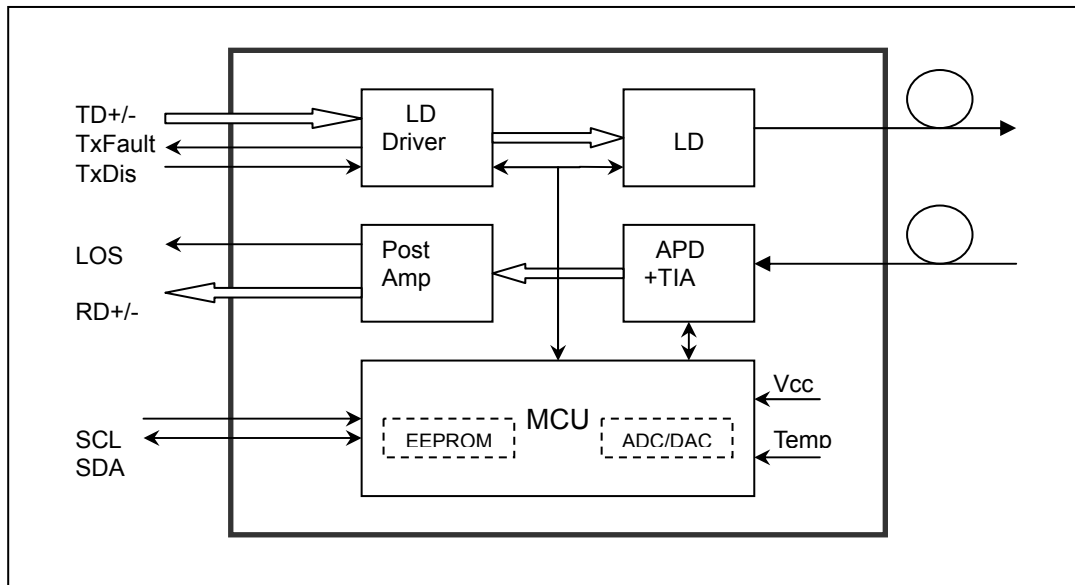 TD+/-
TxFault
TxDis
LD
Driver
LD
LOS
RD+/-
Post
Amp
APD
+TIA
SCL
SDA
MCU
EEPROM
ADC/DAC
Vcc
Temp